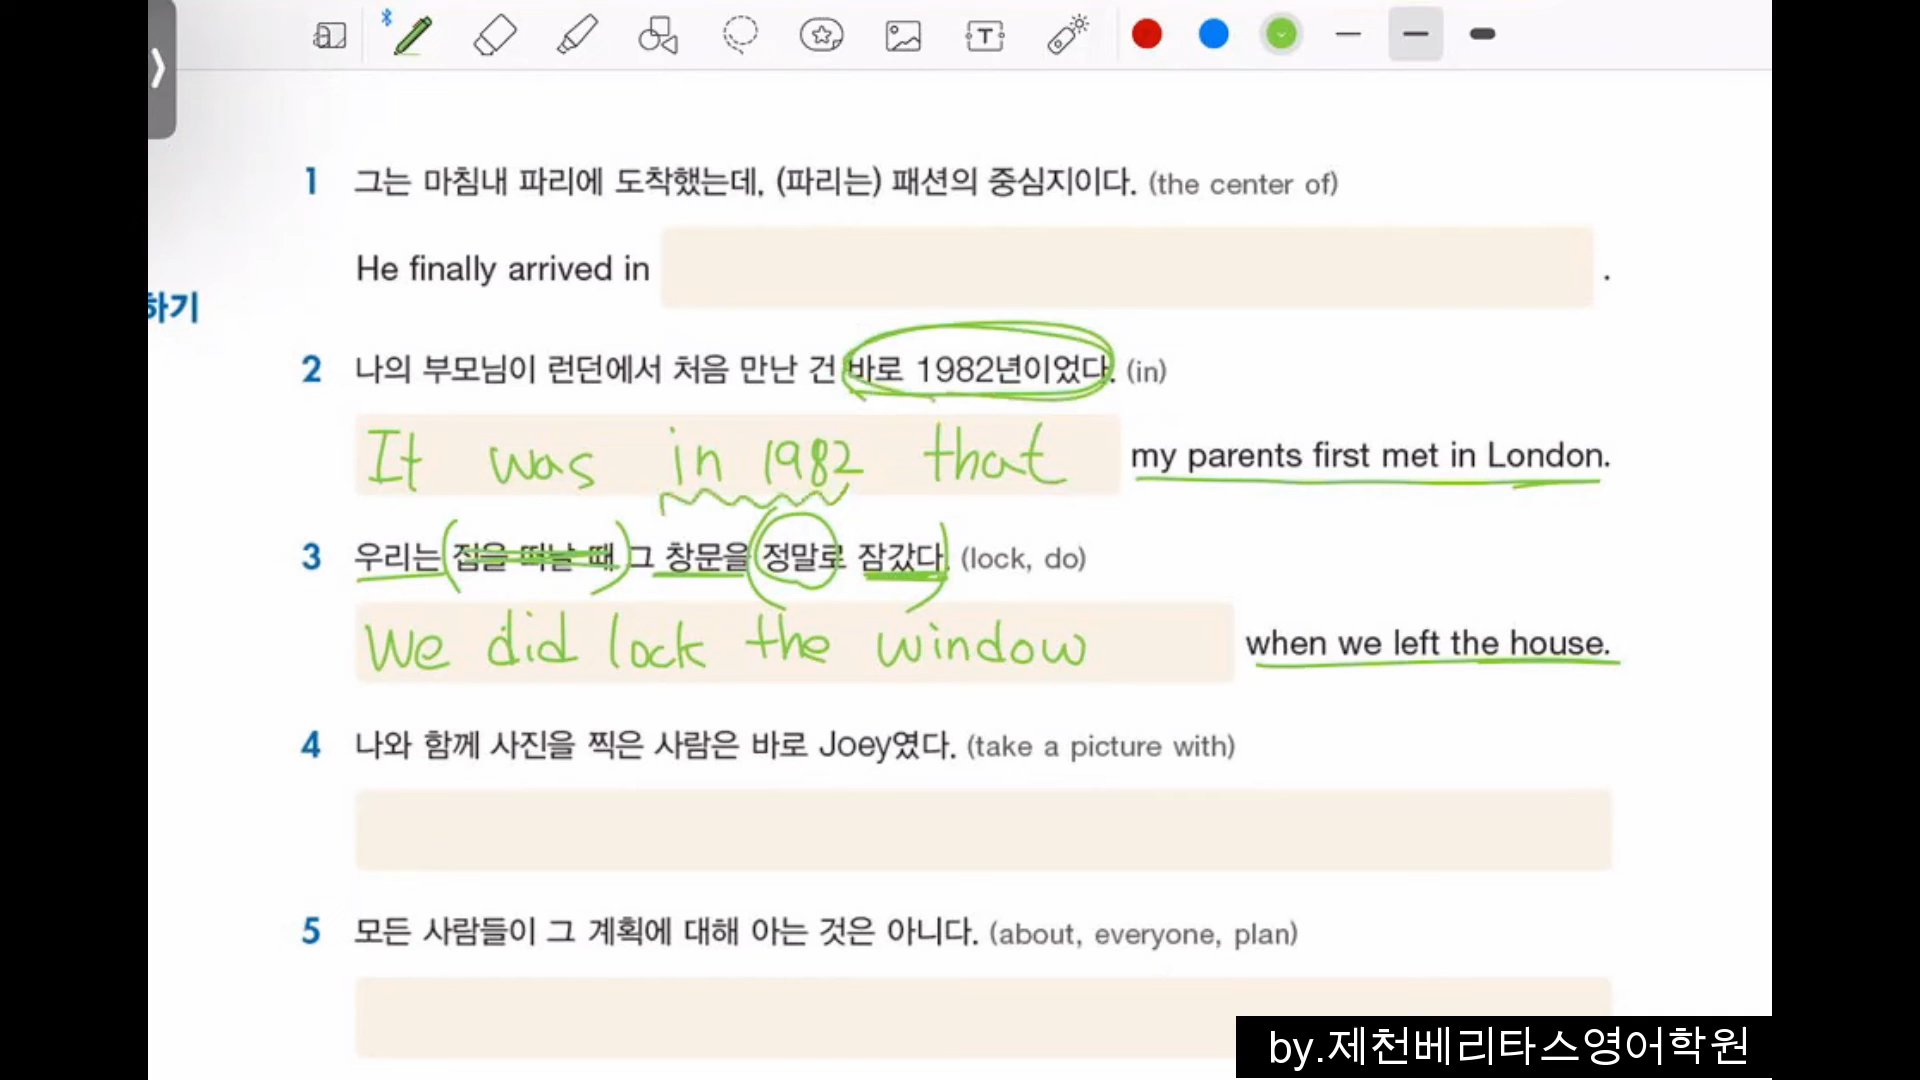 T
1 그는 마침내 파리에 도착했는데, (파리는) 패션의 중심지이다. (the center of)
He finally arrived in .
하기
2 나의 부모님이 런던에서 처음 만난 건 바로 1982년이었다. (in)
It was in 1982 that my parents first met in London.
3 우리는 집을 떠날 때 그 창문을 정말로 잠갔다. (lock, do)
We did lock the window when we left the house.
4 나와 함께 사진을 찍은 사람은 바로 Joey였다. (take a picture with)
5 모든 사람들이 그 계획에 대해 아는 것은 아니다. (about, everyone, plan)
by.제천베리타스영어학원